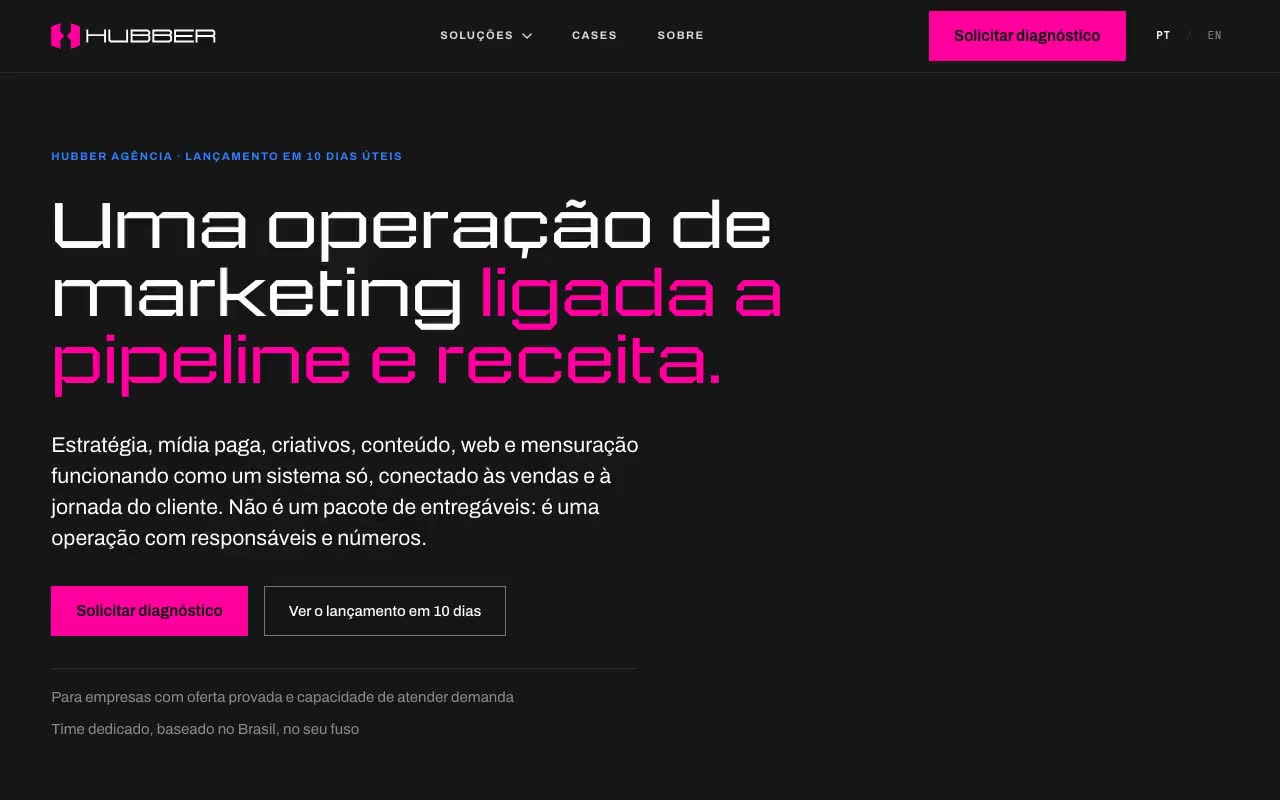 HUBBER
SOLUÇÕES
CASES
SOBRE
Solicitar diagnóstico
PT / EN
HUBBER AGÊNCIA · LANÇAMENTO EM 10 DIAS ÚTEIS
Uma operação de
marketing ligada a
pipeline e receita.
Estratégia, mídia paga, criativos, conteúdo, web e mensuração
funcionando como um sistema só, conectado às vendas e à
jornada do cliente. Não é um pacote de entregáveis: é uma
operação com responsáveis e números.
Solicitar diagnóstico
Ver o lançamento em 10 dias
Para empresas com oferta provada e capacidade de atender demanda
Time dedicado, baseado no Brasil, no seu fuso